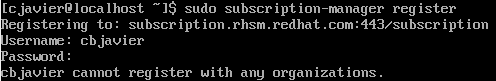 [cjavier@localhost ~]$ sudo subscription-manager register
Registering to: subscription.rhsm.redhat.com:443/subscription
Username: cbjavier
Password:
cbjavier cannot register with any organizations.